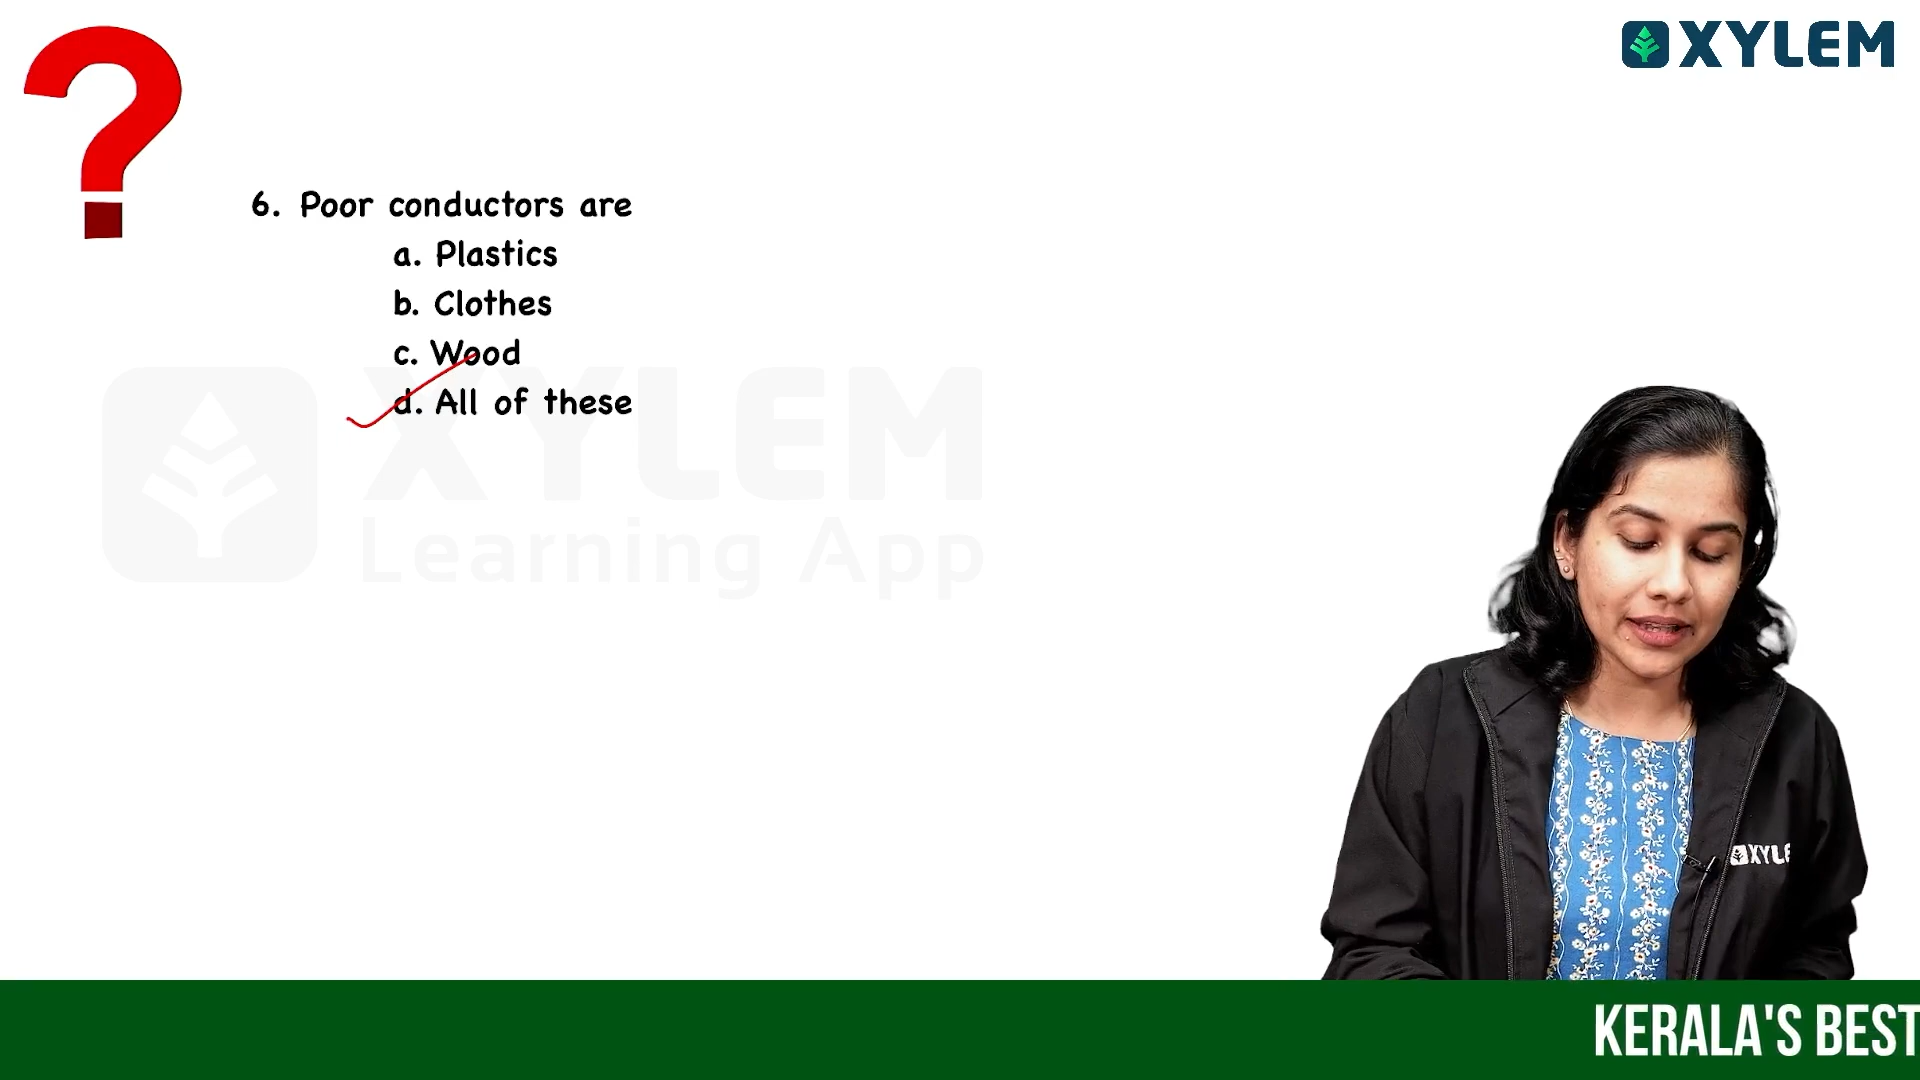 XYLEM
6. Poor conductors are
a. Plastics
b. Clothes
c. Wood
d. All of these
XYLEM
Learning App
XYLE
KERALA'S BEST